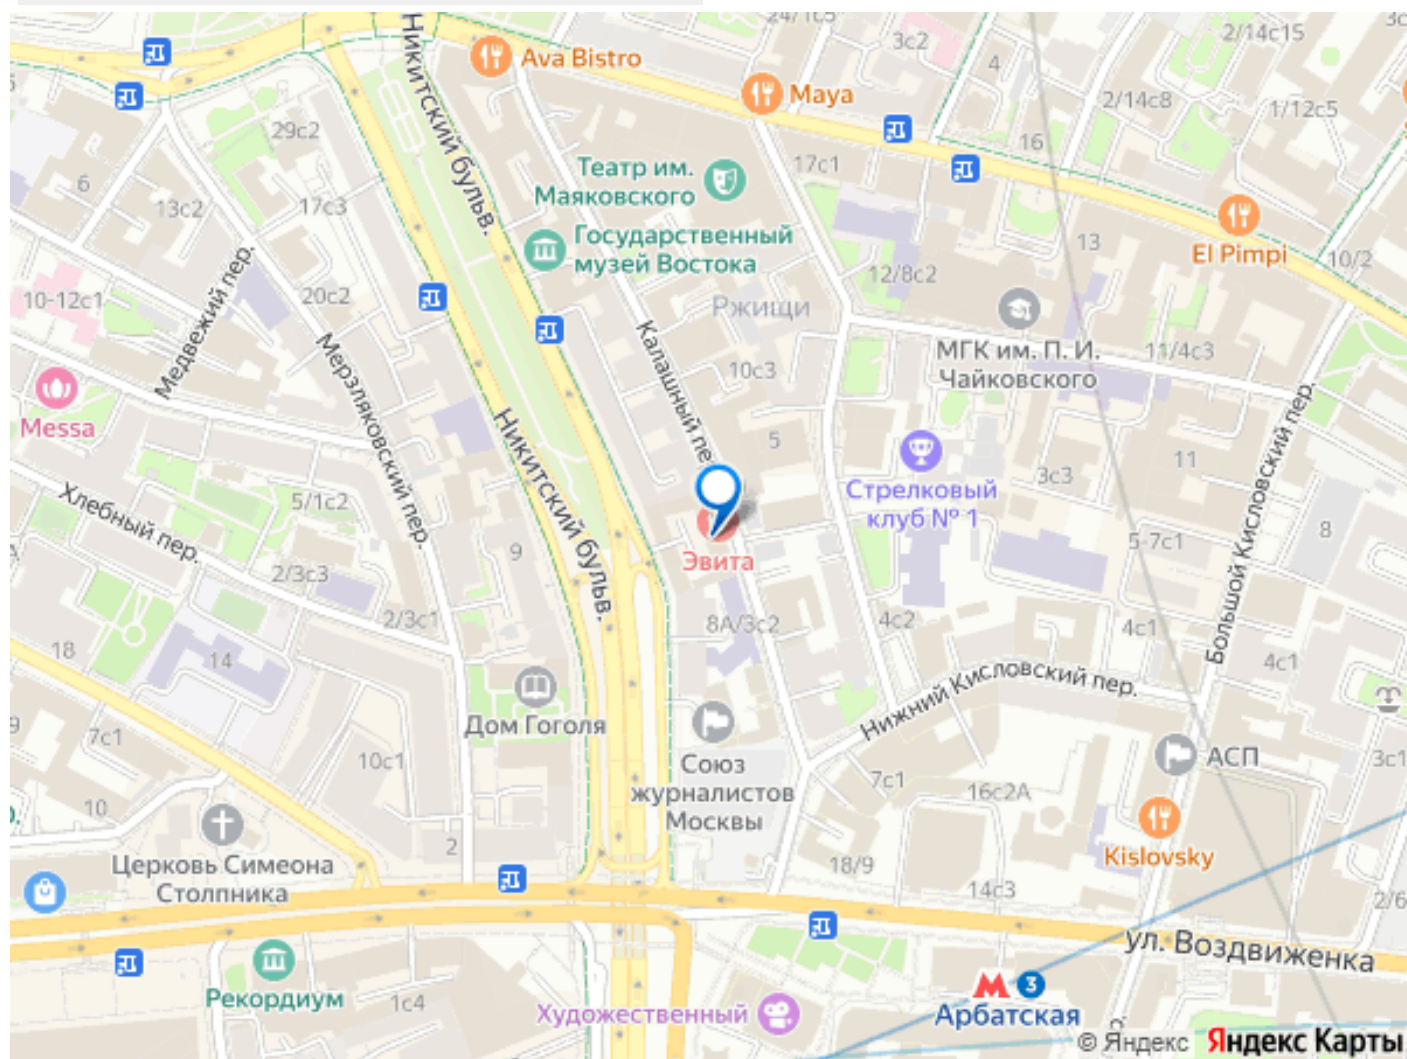 24/1с5
3с2
2/14с15
Никитский бульв.
Ava Bistro
4
Maya
2/14с8
1/12с5
29с2
16
17с1
6
Театр им.
Маяковского
13с2
17с3
13
El Pimpi
10/2
Государственный
музей Востока
12/8с2
10-12с1
20с2
Медвежий пер.
Ржищи
Калашный пе
МГК им. П. И.
Чайковского
11/4с3
Мерзляковский пер.
10с3
Messa
Большой Кисловский пер.
5
Никитский бульв.
3с3
11
Хлебный пер.
5/1с2
Стрелковый
клуб № 1
8
9
5-7с1
Эвита
2/3с3
2/3с1
8А/3с2
4с2
4с1
18
14
4с1
Нижний Кисловский пер.
Дом Гоголя
9
7с1
10с1
Союз
журналистов
Москвы
АСП
3с1
7с1
16с2А
10
2
Kislovsky
Церковь Симеона
Столпника
18/9
14с3
2/6
ул. Воздвиженка
Рекордиум
1с4
Художественный
3
Арбатская
© Яндекс Яндекс Карты